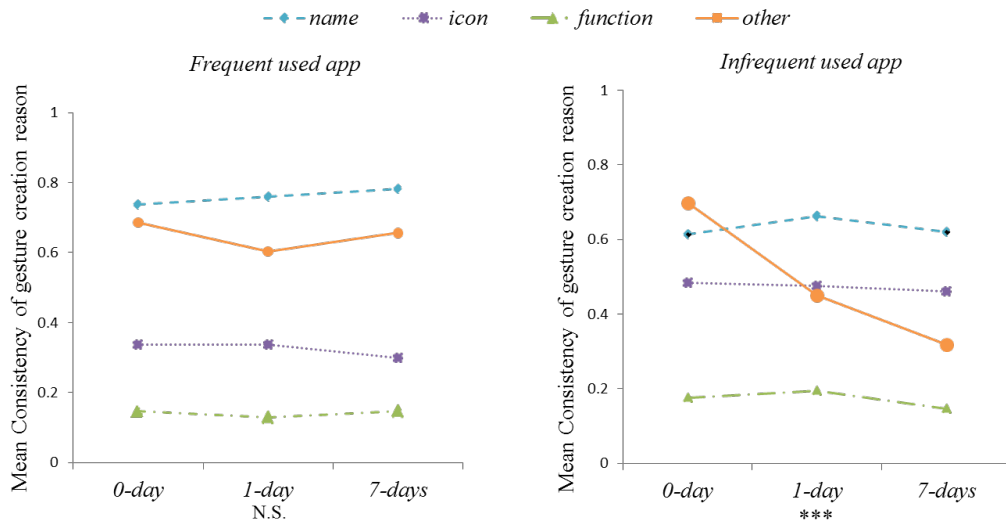 name icon function other
Frequent used app
Mean Consistency of gesture creation reason
1
0.8
0.6
0.4
0.2
0
0-day 1-day 7-days
N.S.
Infrequent used app
Mean Consistency of gesture creation reason
1
0.8
0.6
0.4
0.2
0
0-day 1-day 7-days
***